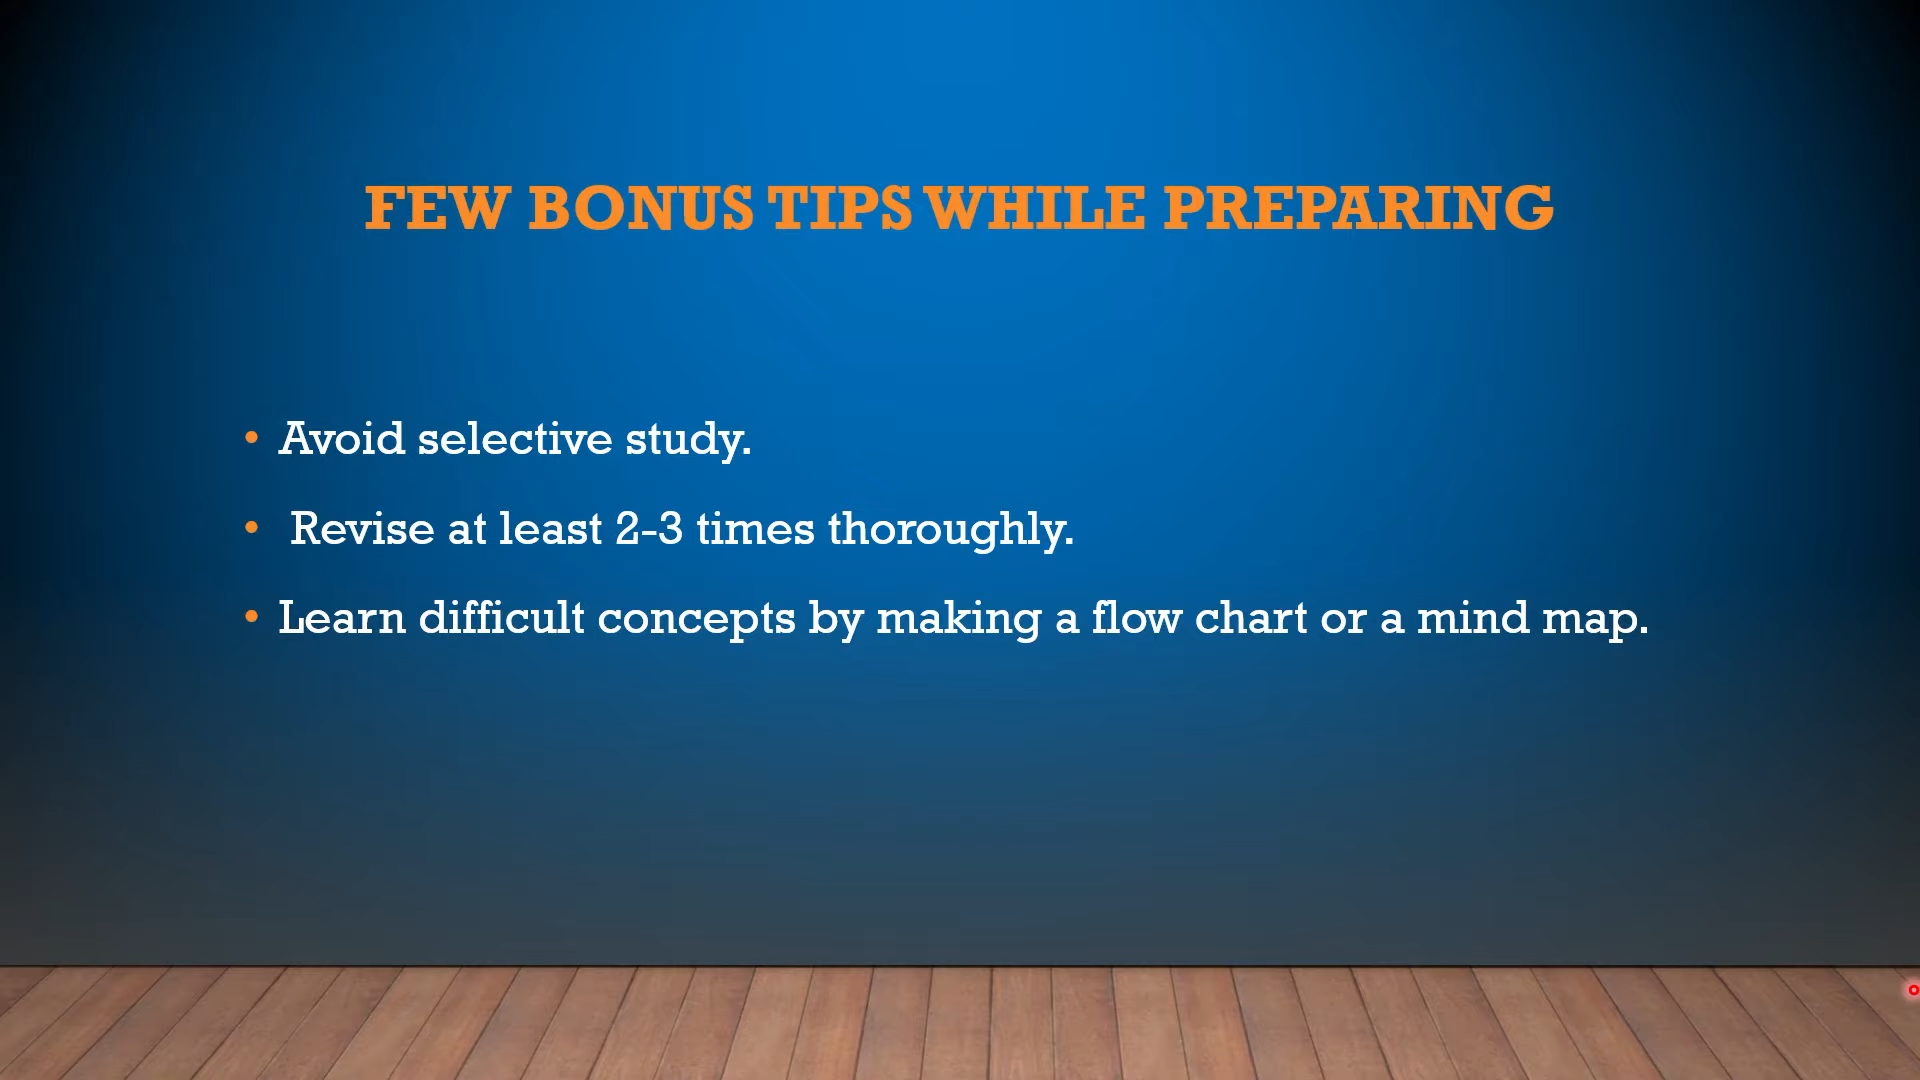 FEW BONUS TIPS WHILE PREPARING
• Avoid selective study.
• Revise at least 2-3 times thoroughly.
• Learn difficult concepts by making a flow chart or a mind map.